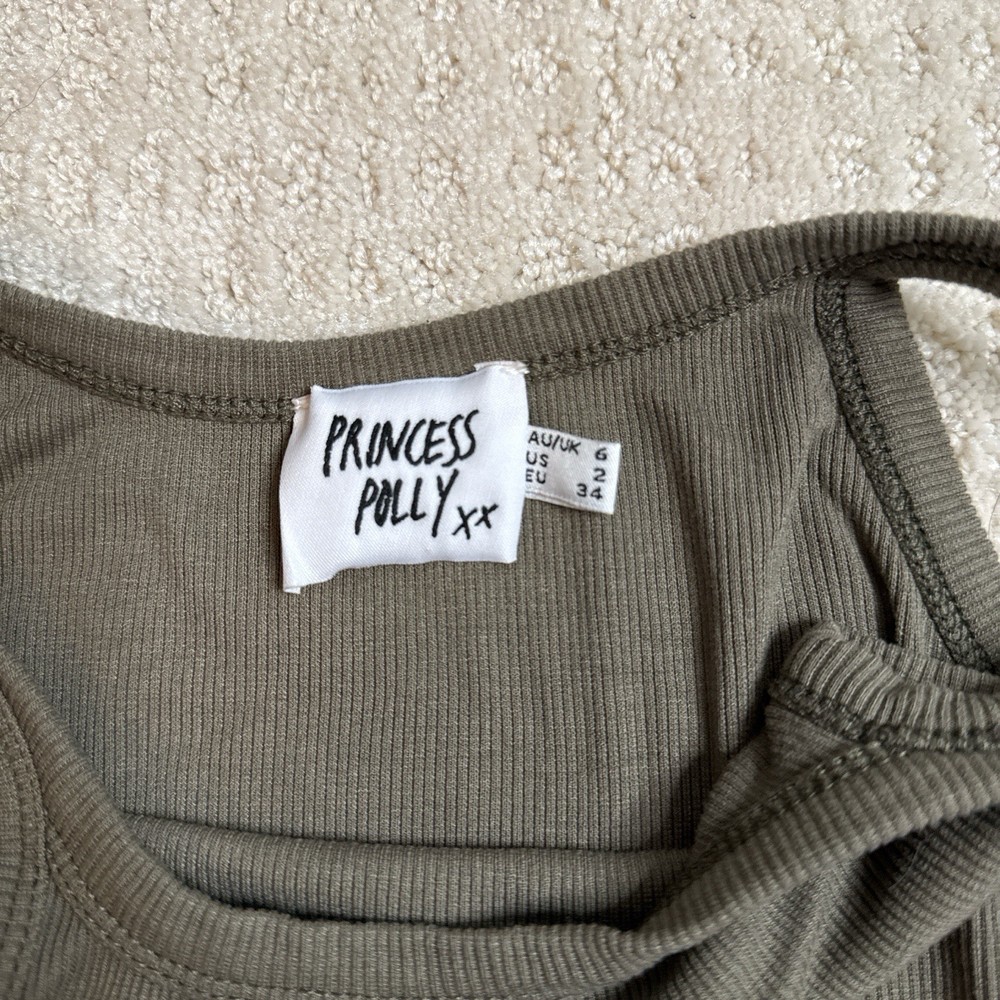 PRINCESS
POLLY xx
AU/UK 6
US 2
EU 34